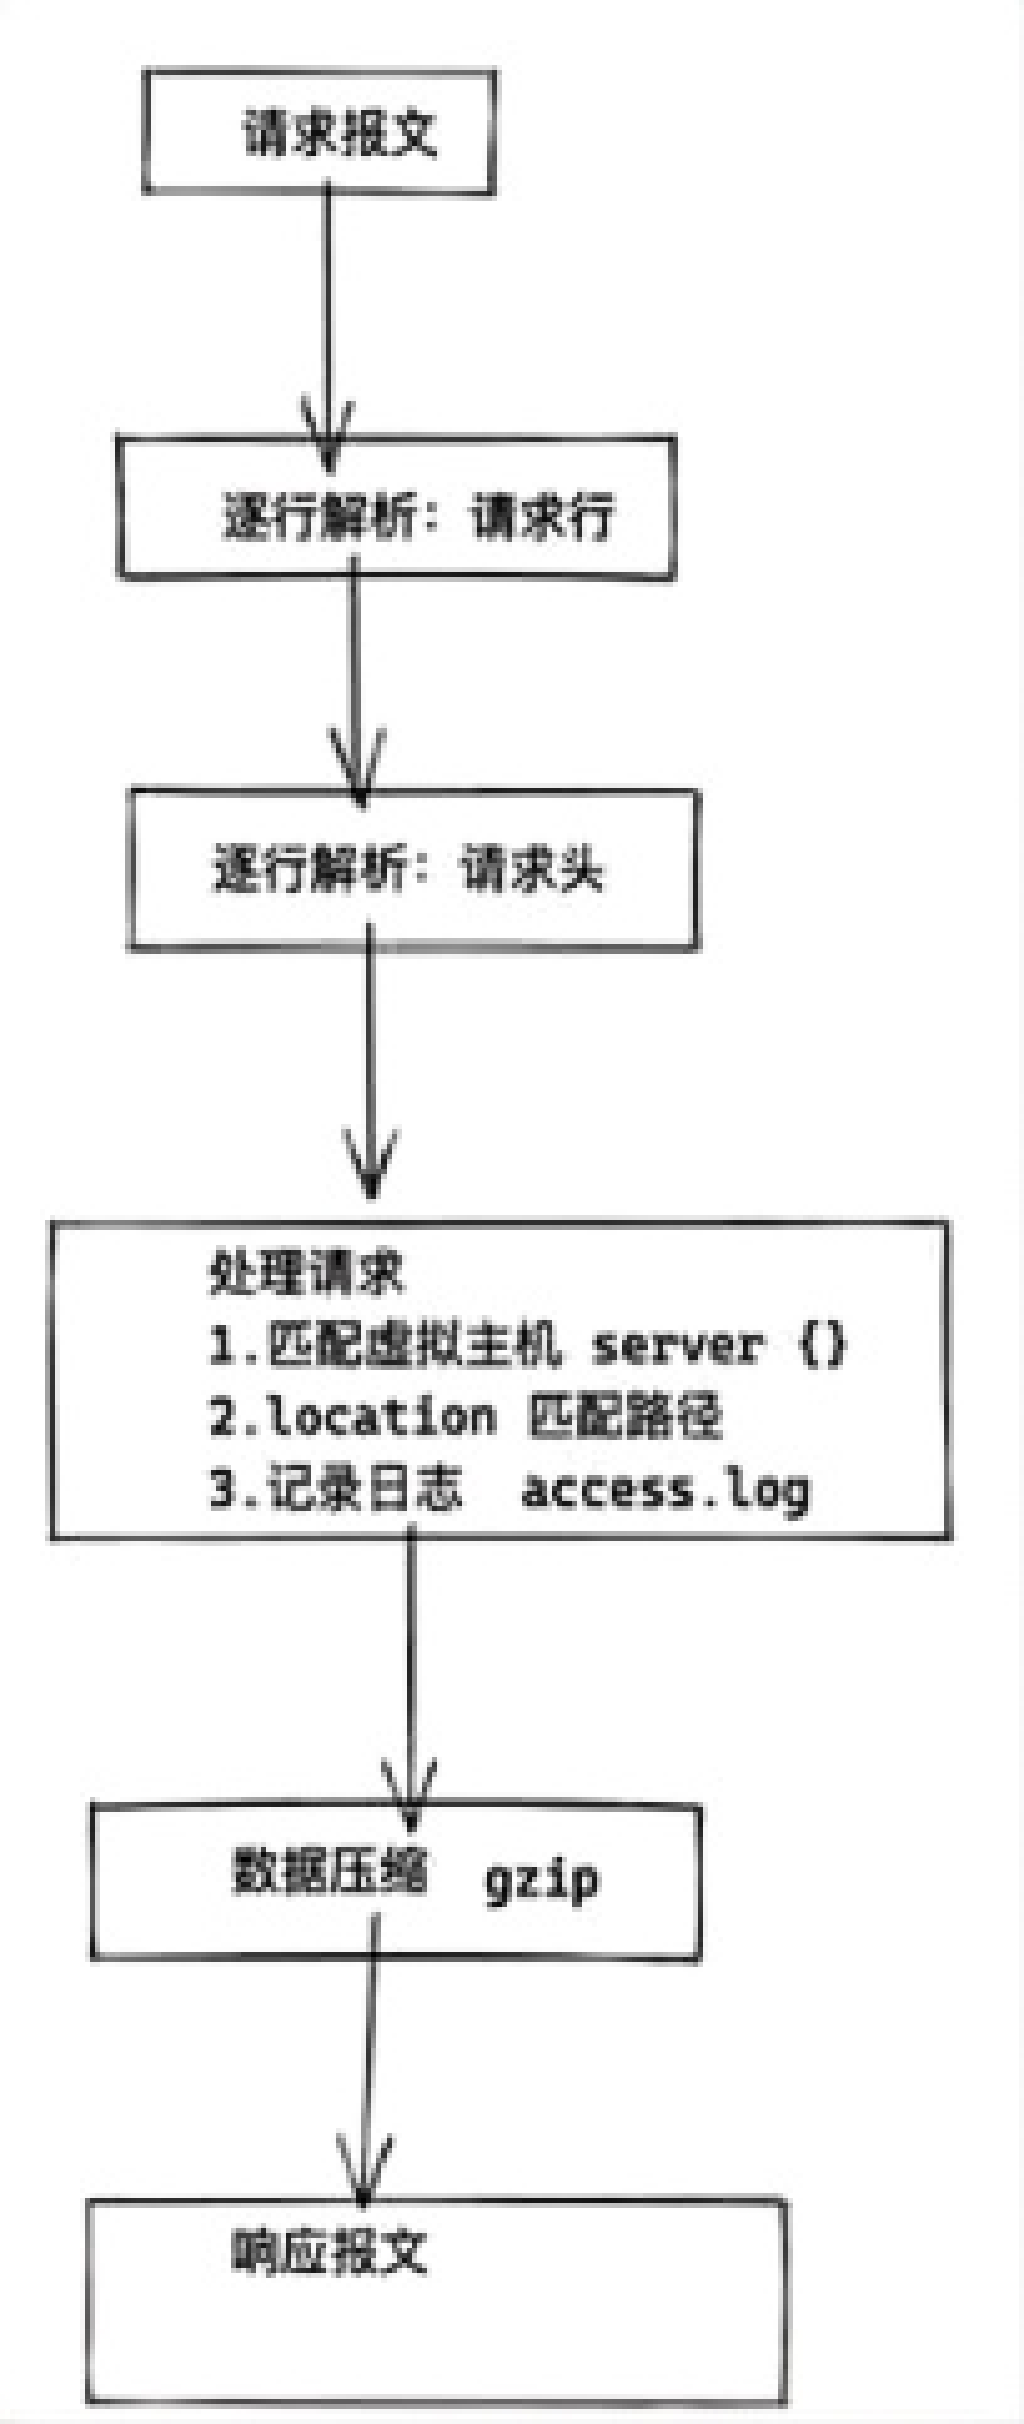 请求报文
逐行解析：请求行
逐行解析：请求头
处理请求
1.匹配虚拟主机 server {}
2.location 匹配路径
3.记录日志  access.log
数据压缩  gzip
响应报文